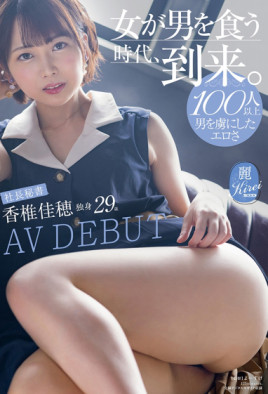 女が男を食う
時代、到来。
100人以上
男を虜にした
エロさ
麗
Kirei
社長秘書
香椎佳穂 独身 29歳
AV DEBUT